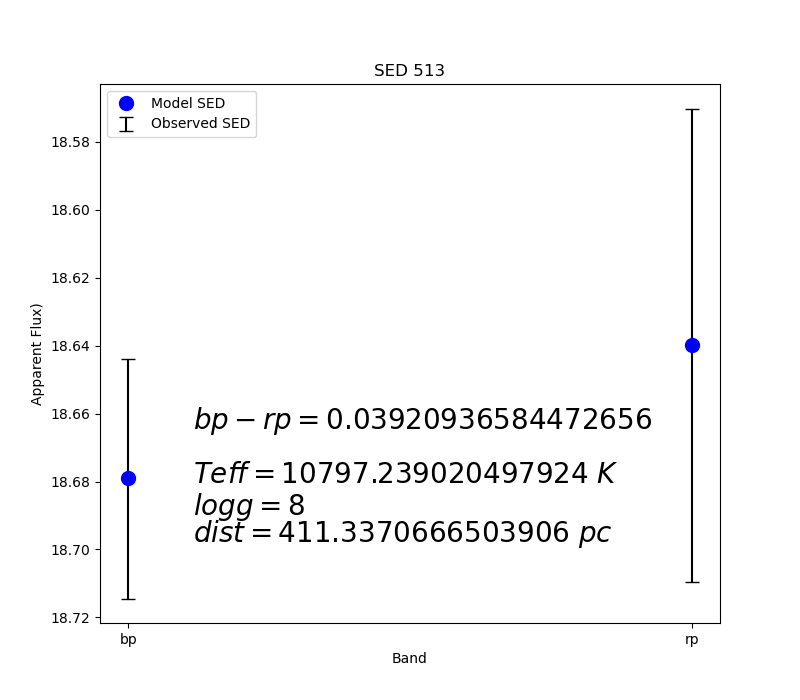 SED 513
Model SED
Observed SED
18.58
18.60
18.62
18.64
18.66
18.68
18.70
18.72
Apparent Flux)
bp − rp = 0.03920936584472656
Teff = 10797.239020497924 K
logg = 8
dist = 411.3370666503906 pc
bp
rp
Band